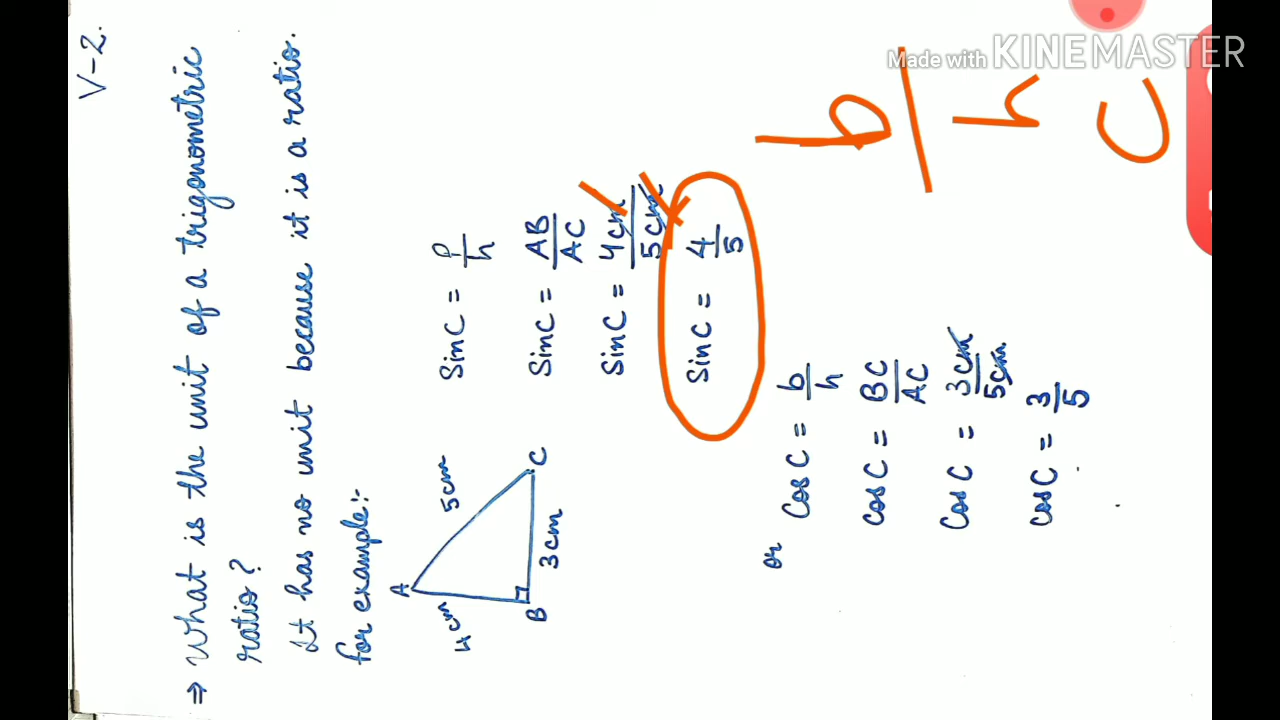 V-2.
⇒ What is the unit of a trigonometric
ratio?
It has no unit because it is a ratio.
for example:-
A
5cm
4cm
B
3cm
C
Sin C = p/h
Sin C = AB/AC
Sin C = 4cm/5cm
Sin C = 4/5
or
Cos C = b/h
Cos C = BC/AC
Cos C = 3cm/5cm
Cos C = 3/5
b/h
C
Made with KINEMASTER